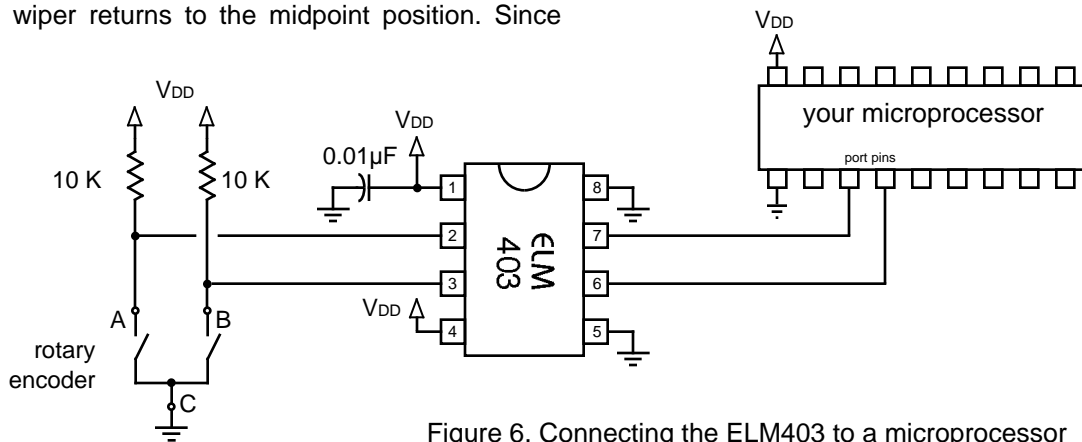 wiper returns to the midpoint position. Since
VDD
your microprocessor
port pins
VDD
VDD
0.01µF
10 K
10 K
1
8
2
7
3
6
4
5
ELM
403
VDD
A
B
rotary
encoder
C
Figure 6. Connecting the ELM403 to a microprocessor